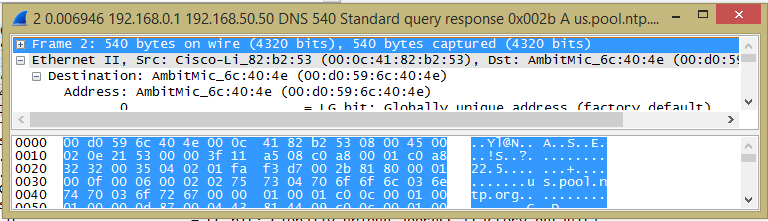 2 0.006946 192.168.0.1 192.168.50.50 DNS 540 Standard query response 0x002b A us.pool.ntp....
Frame 2: 540 bytes on wire (4320 bits), 540 bytes captured (4320 bits)
Ethernet II, Src: Cisco-Li_82:b2:53 (00:0c:41:82:b2:53), Dst: AmbitMic_6c:40:4e (00:d0:59
Destination: AmbitMic_6c:40:4e (00:d0:59:6c:40:4e)
Address: AmbitMic_6c:40:4e (00:d0:59:6c:40:4e)
= LG bit: Globally unique address (factory default)
0000 00 d0 59 6c 40 4e 00 0c 41 82 b2 53 08 00 45 00 ..Yl@N.. A..S..E.
0010 02 0e 21 53 00 00 3f 11 a5 08 c0 a8 00 01 c0 a8 ..!S..?. ........
0020 32 32 00 35 04 02 01 fa f3 d7 00 2b 81 80 00 01 22.5.... ...+....
0030 00 0f 00 06 00 02 02 75 73 04 70 6f 6f 6c 03 6e .......u s.pool.n
0040 74 70 03 6f 72 67 00 00 01 00 01 c0 0c 00 01 00 tp.org.. ........